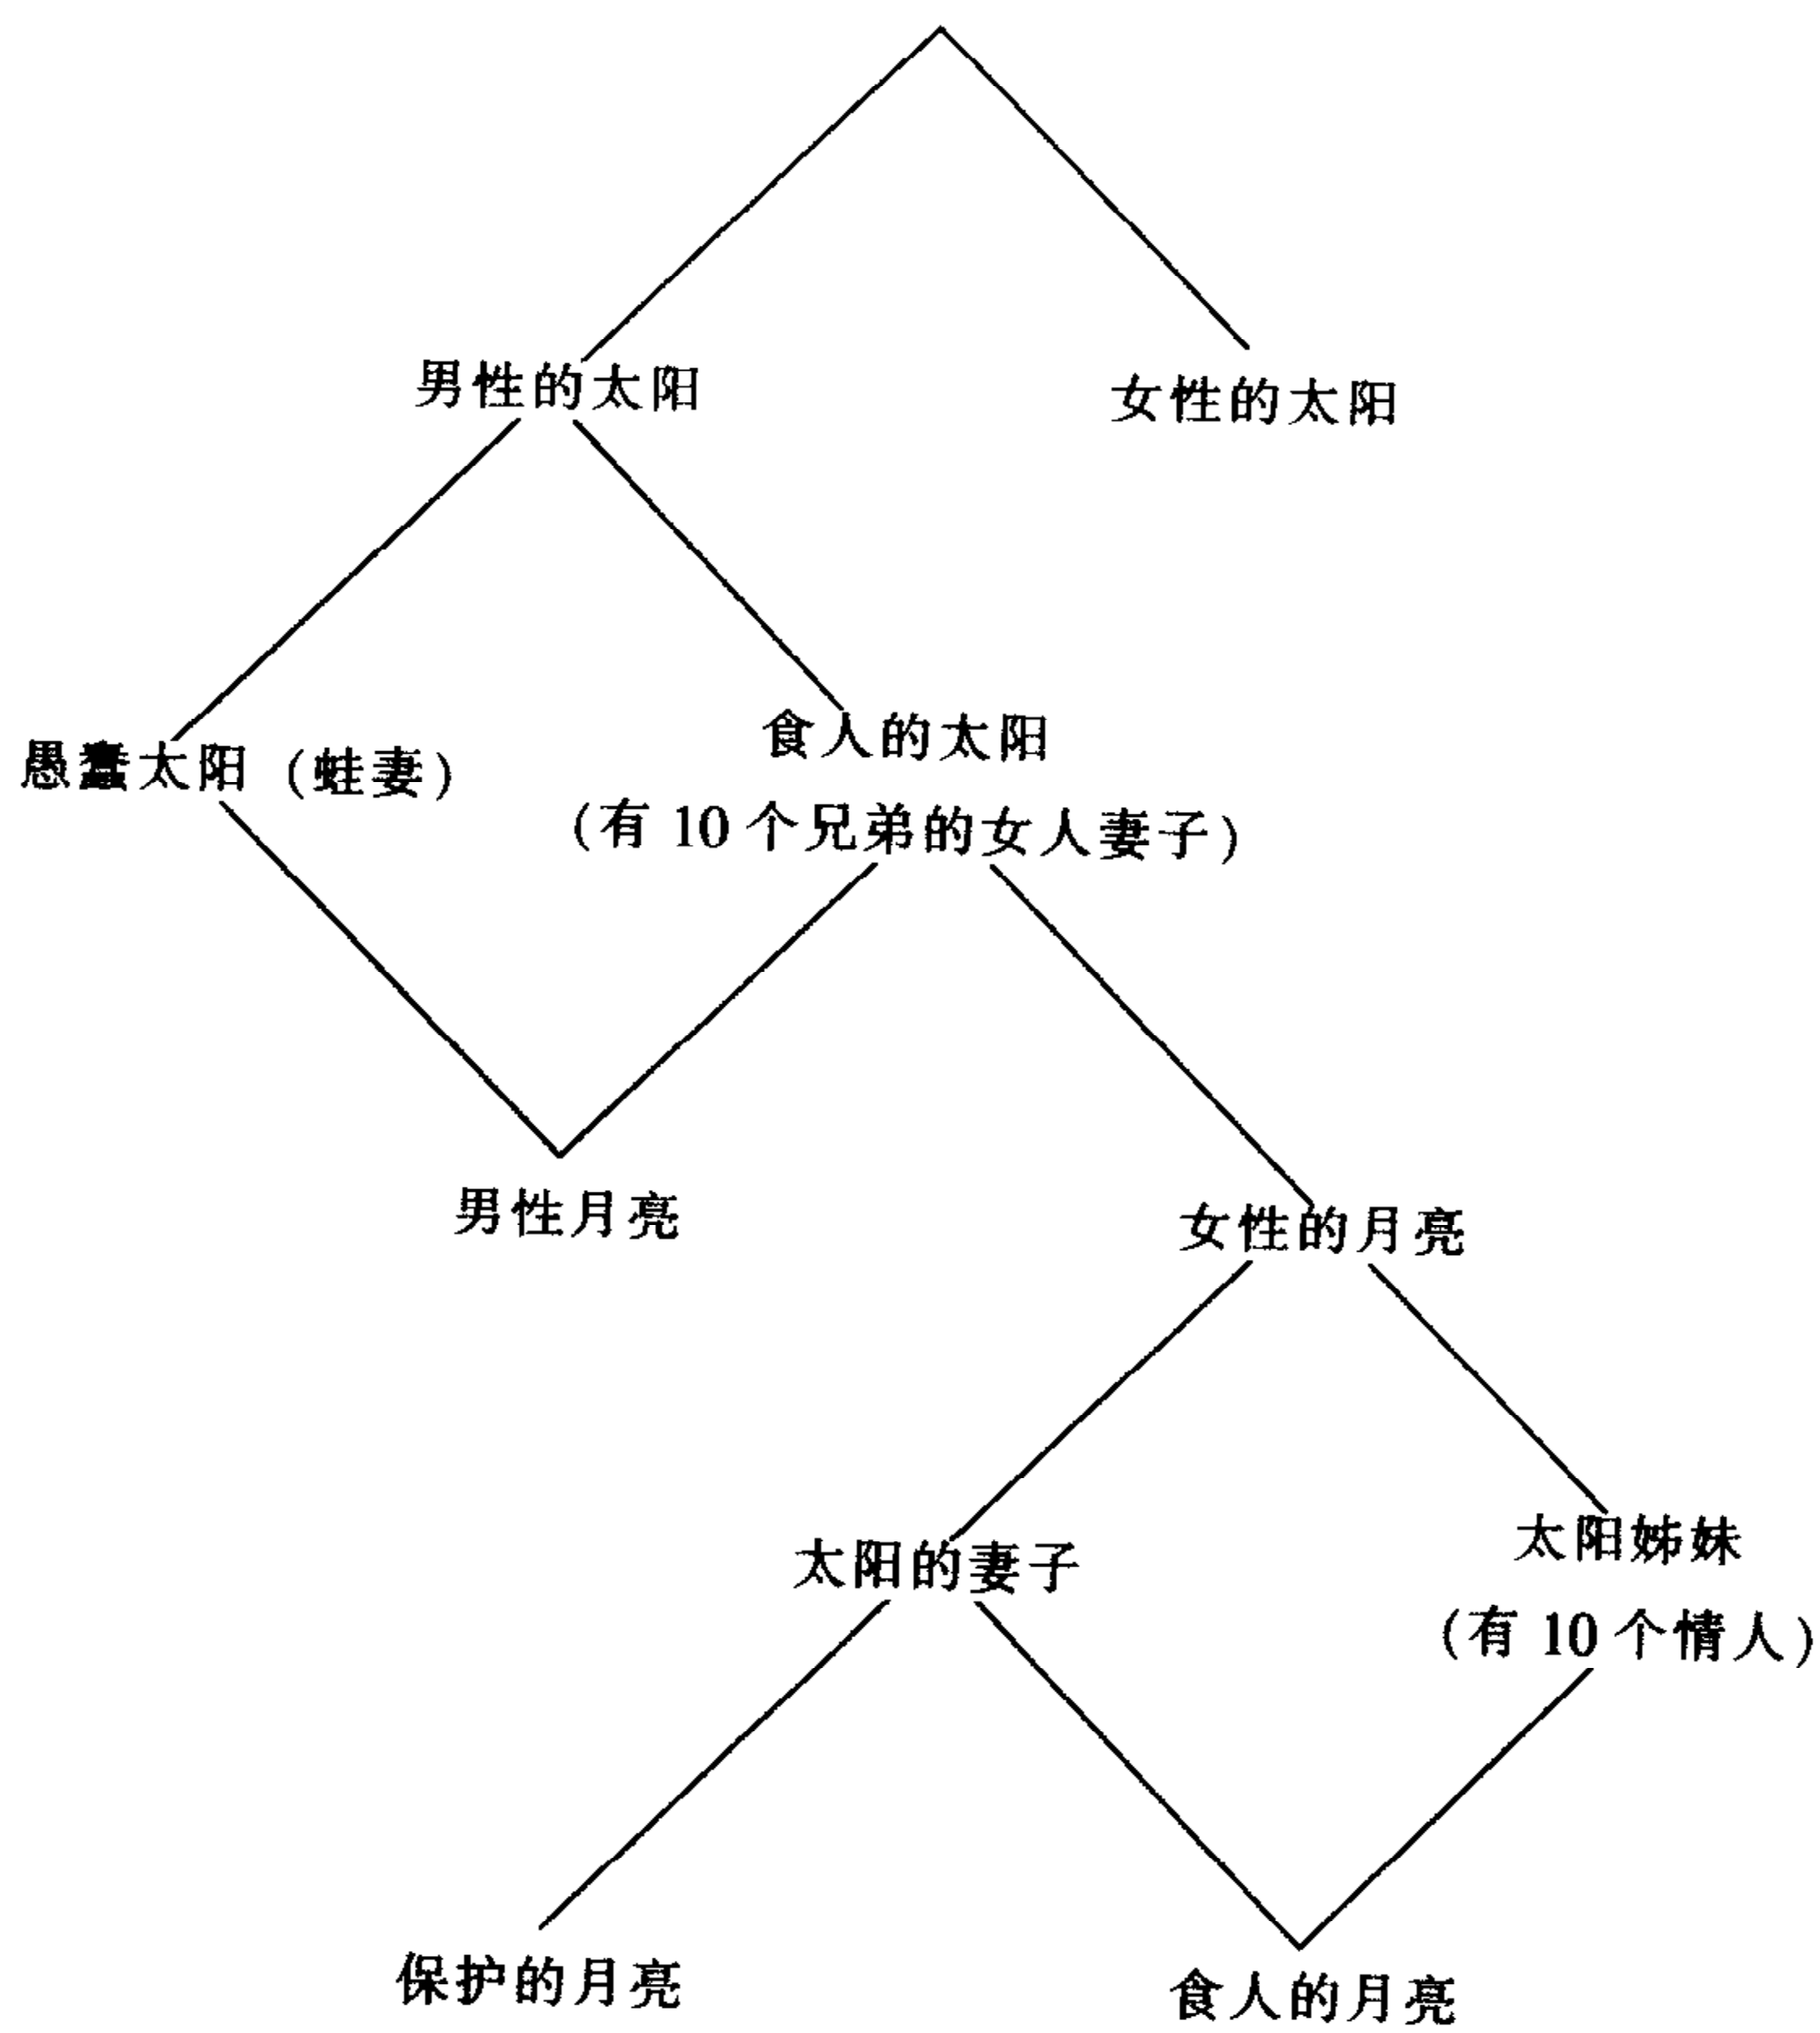 男性的太阳
女性的太阳
愚蠢太阳（蛙妻）
食人的太阳
（有 10 个兄弟的女人妻子）
男性月亮
女性的月亮
太阳的妻子
太阳姊妹
（有 10 个情人）
保护的月亮
食人的月亮